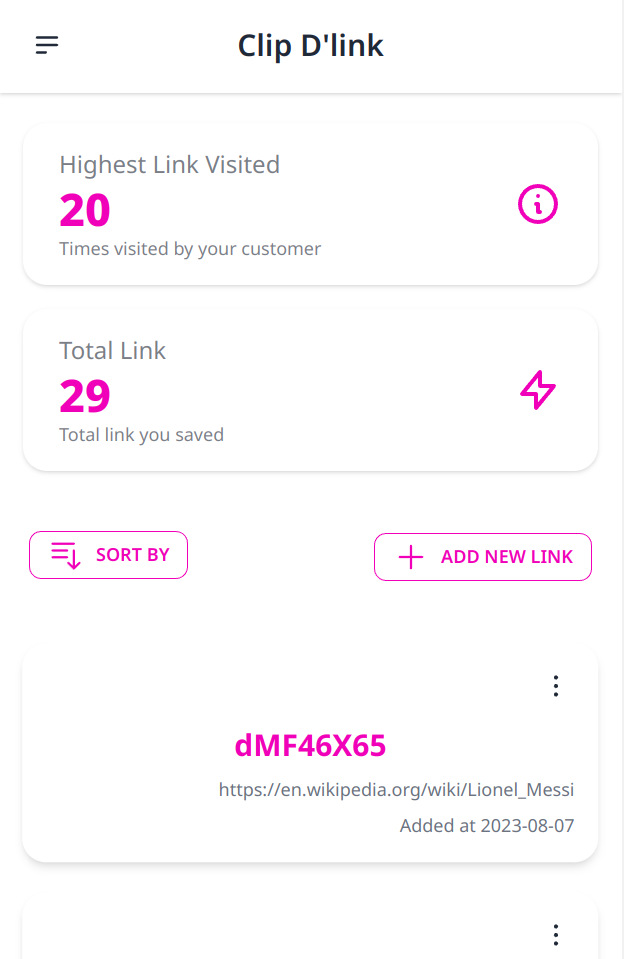 Clip D'link
Highest Link Visited
20
Times visited by your customer
Total Link
29
Total link you saved
SORT BY
ADD NEW LINK
dMF46X65
https://en.wikipedia.org/wiki/Lionel_Messi
Added at 2023-08-07